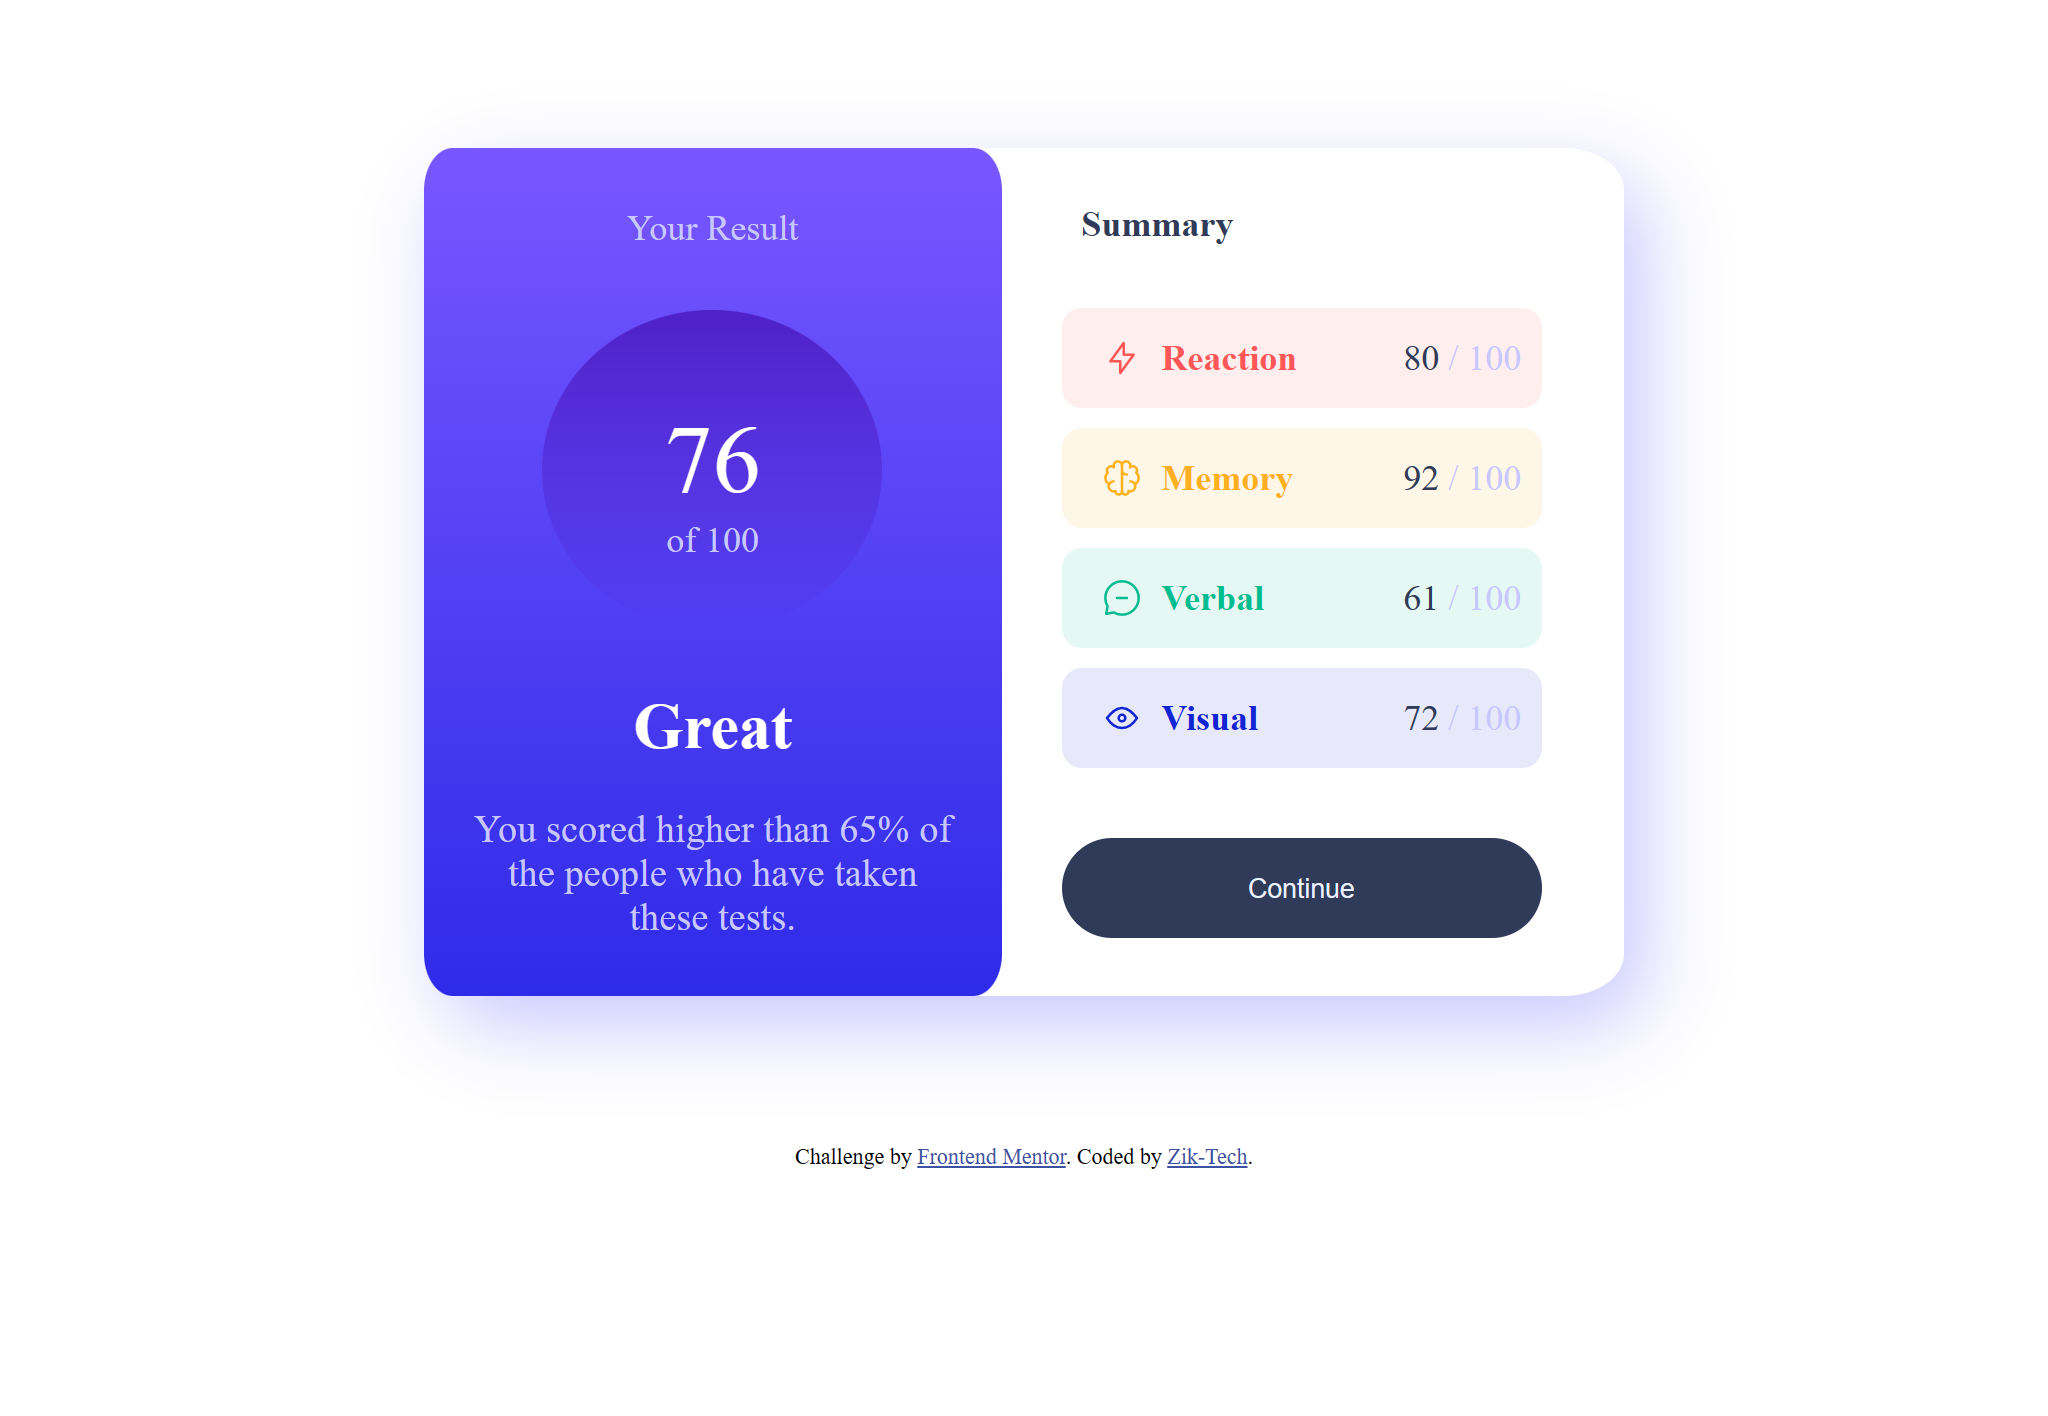 Your Result
76
of 100
Great
You scored higher than 65% of
the people who have taken
these tests.
Summary
Reaction 80 / 100
Memory 92 / 100
Verbal 61 / 100
Visual 72 / 100
Continue
Challenge by Frontend Mentor. Coded by Zik-Tech.